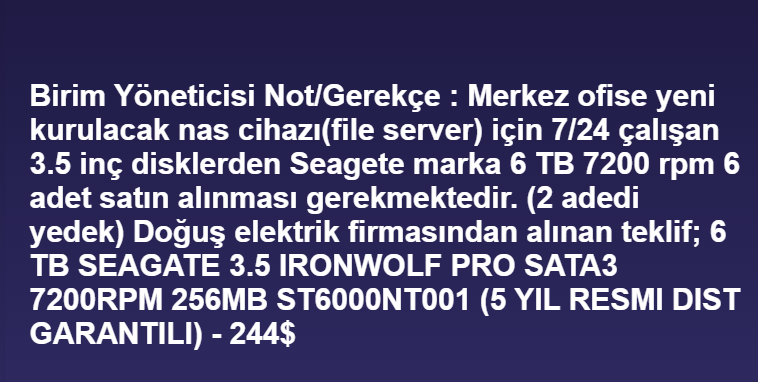 Birim Yöneticisi Not/Gerekçe : Merkez ofise yeni
kurulacak nas cihazı(file server) için 7/24 çalışan
3.5 inç disklerden Seagete marka 6 TB 7200 rpm 6
adet satın alınması gerekmektedir. (2 adedi
yedek) Doğuş elektrik firmasından alınan teklif; 6
TB SEAGATE 3.5 IRONWOLF PRO SATA3
7200RPM 256MB ST6000NT001 (5 YIL RESMI DIST
GARANTILI) - 244$